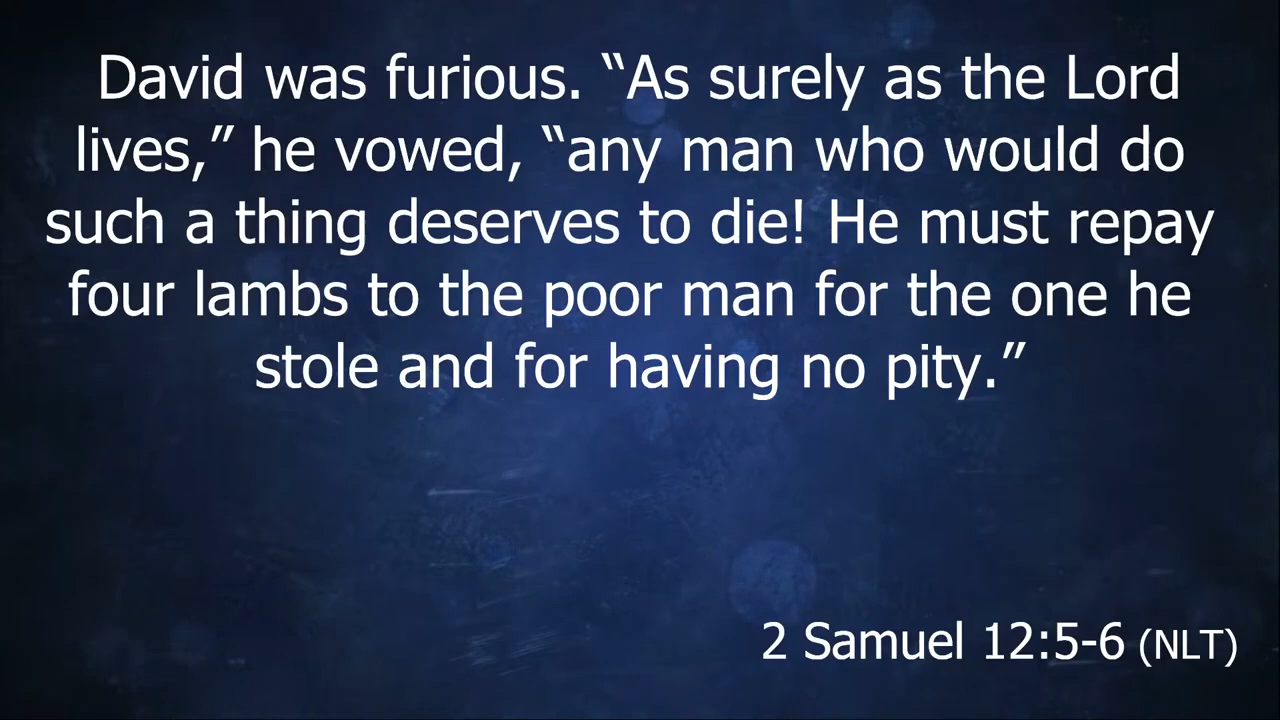 David was furious. “As surely as the Lord
lives,” he vowed, “any man who would do
such a thing deserves to die! He must repay
four lambs to the poor man for the one he
stole and for having no pity.”
2 Samuel 12:5-6 (NLT)